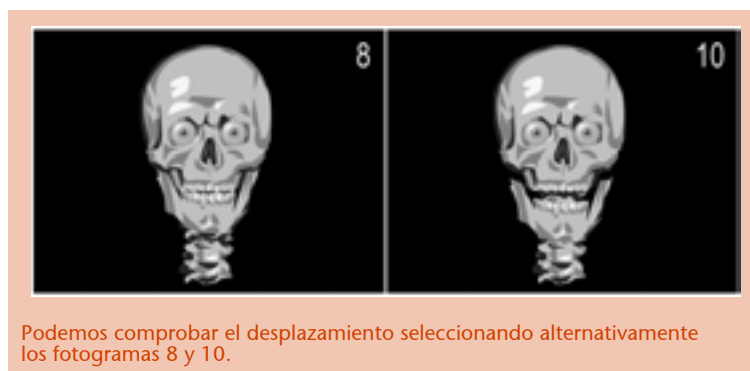 8
10
Podemos comprobar el desplazamiento seleccionando alternativamente
los fotogramas 8 y 10.